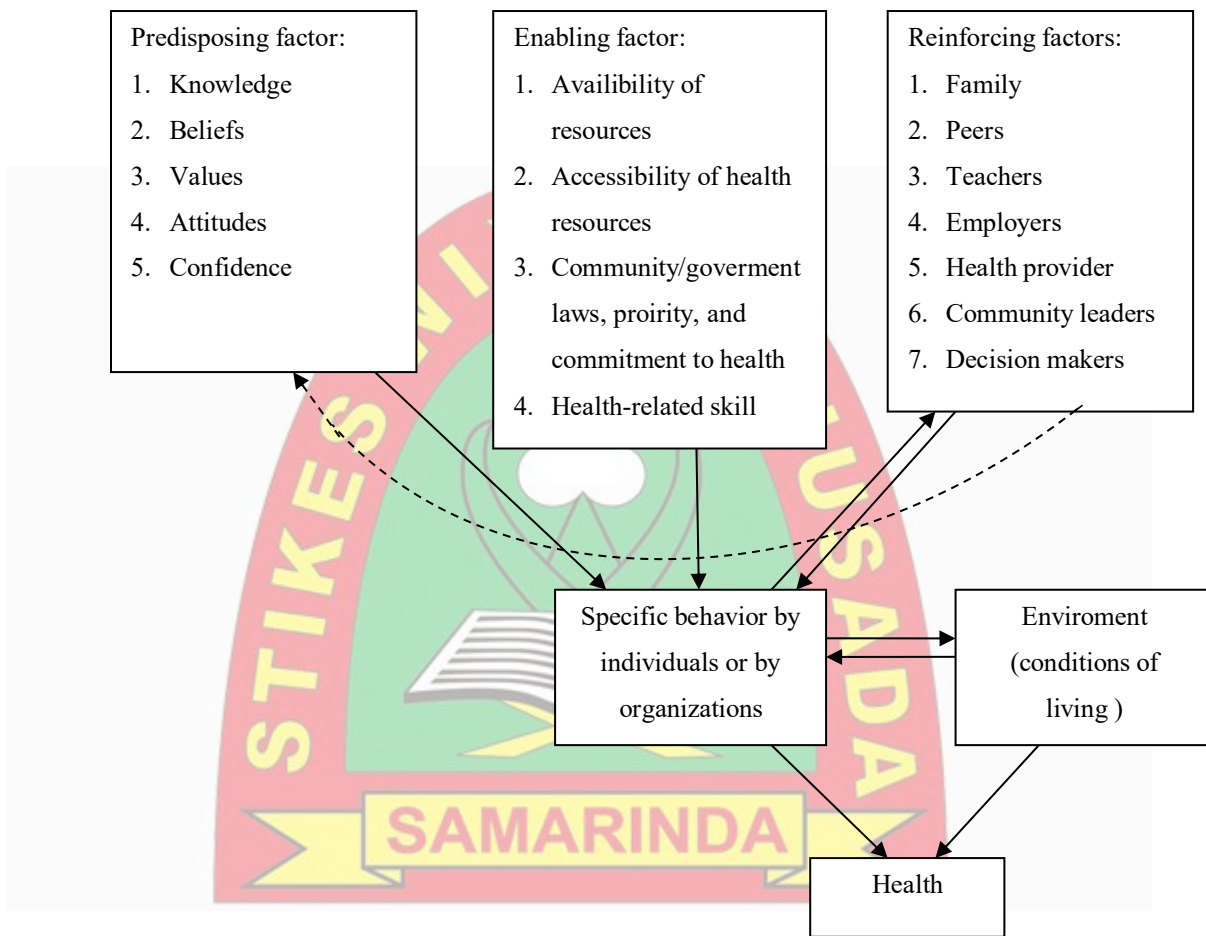 Predisposing factor:
1. Knowledge
2. Beliefs
3. Values
4. Attitudes
5. Confidence
Enabling factor:
1. Availibility of
resources
2. Accessibility of health
resources
3. Community/goverment
laws, proirity, and
commitment to health
4. Health-related skill
Reinforcing factors:
1. Family
2. Peers
3. Teachers
4. Employers
5. Health provider
6. Community leaders
7. Decision makers
Specific behavior by
individuals or by
organizations
Enviroment
(conditions of
living )
Health
STIKES
USADA
SAMARINDA